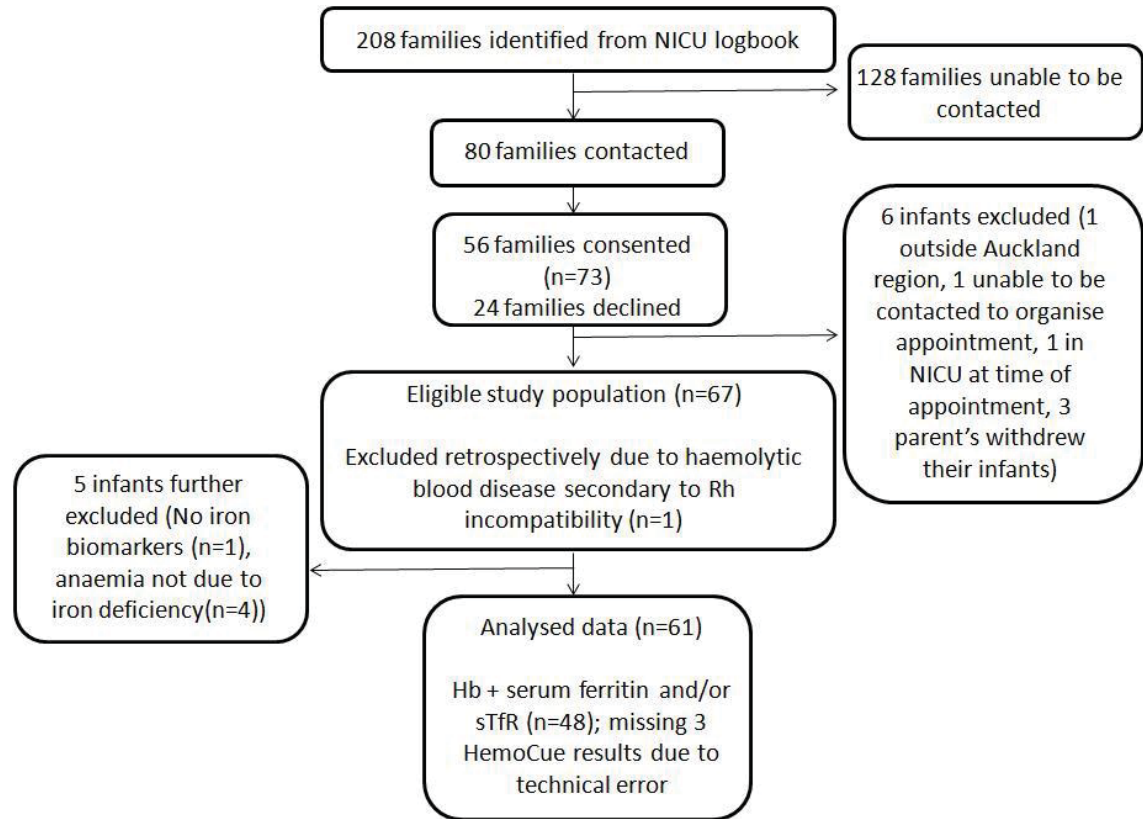 208 families identified from NICU logbook
128 families unable to be
contacted
80 families contacted
56 families consented
(n=73)
24 families declined
6 infants excluded (1
outside Auckland
region, 1 unable to be
contacted to organise
appointment, 1 in
NICU at time of
appointment, 3
parent's withdrew
their infants)
Eligible study population (n=67)
Excluded retrospectively due to haemolytic
blood disease secondary to Rh
incompatibility (n=1)
5 infants further
excluded (No iron
biomarkers (n=1),
anaemia not due to
iron deficiency(n=4))
Analysed data (n=61)
Hb + serum ferritin and/or
sTfR (n=48); missing 3
HemoCue results due to
technical error